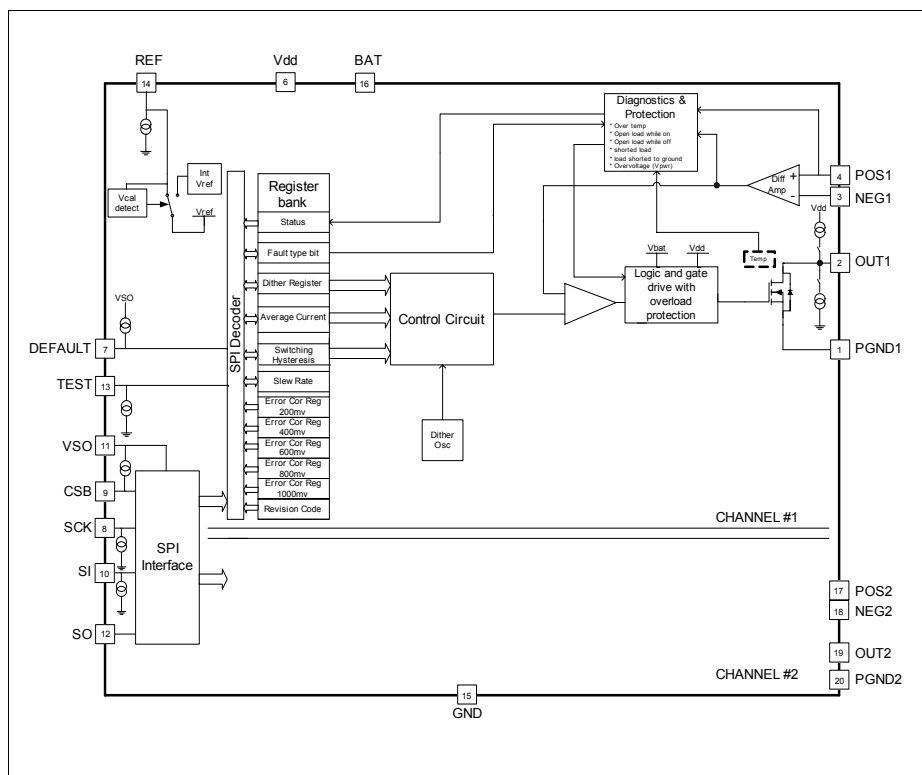 REF
Vdd
BAT
14
6
16
Diagnostics &
Protection
* Over temp
* Open load while on
* Open load while off
* shorted load
* load shorted to ground
* Overvoltage (Vpwr)
Int
Vref
Vcal
detect
Vref
Register
bank
Status
Fault type bit
Dither Register
Average Current
Switching
Hysteresis
Slew Rate
Error Cor Reg
200mv
Error Cor Reg
400mv
Error Cor Reg
600mv
Error Cor Reg
800mv
Error Cor Reg
1000mv
Revision Code
SPI Decoder
Control Circuit
Dither
Osc
Diff
Amp
+
-
4
POS1
3
NEG1
Vdd
Temp
2
OUT1
Vbat
Vdd
Logic and gate
drive with
overload
protection
1
PGND1
VSO
DEFAULT
7
TEST
13
VSO
11
CSB
9
SCK
8
SI
10
SO
12
SPI
Interface
CHANNEL #1
17
POS2
18
NEG2
19
OUT2
CHANNEL #2
20
PGND2
15
GND